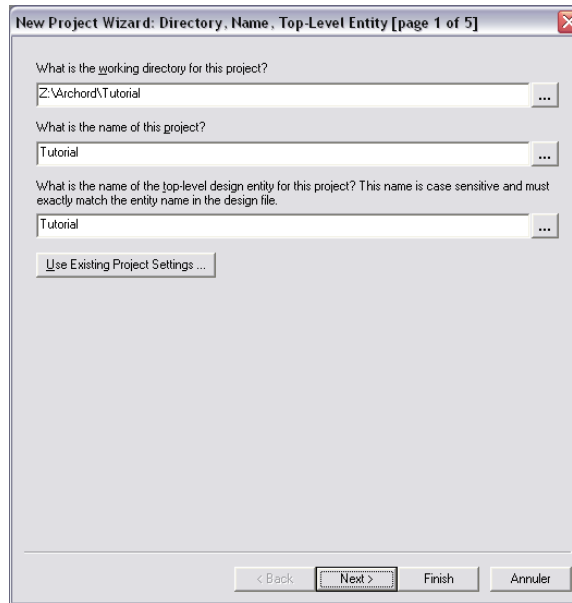 New Project Wizard: Directory, Name, Top-Level Entity [page 1 of 5]
What is the working directory for this project?
Z:\Archord\Tutorial
...
What is the name of this project?
Tutorial
...
What is the name of the top-level design entity for this project? This name is case sensitive and must
exactly match the entity name in the design file.
Tutorial
...
Use Existing Project Settings ...
< Back
Next >
Finish
Annuler